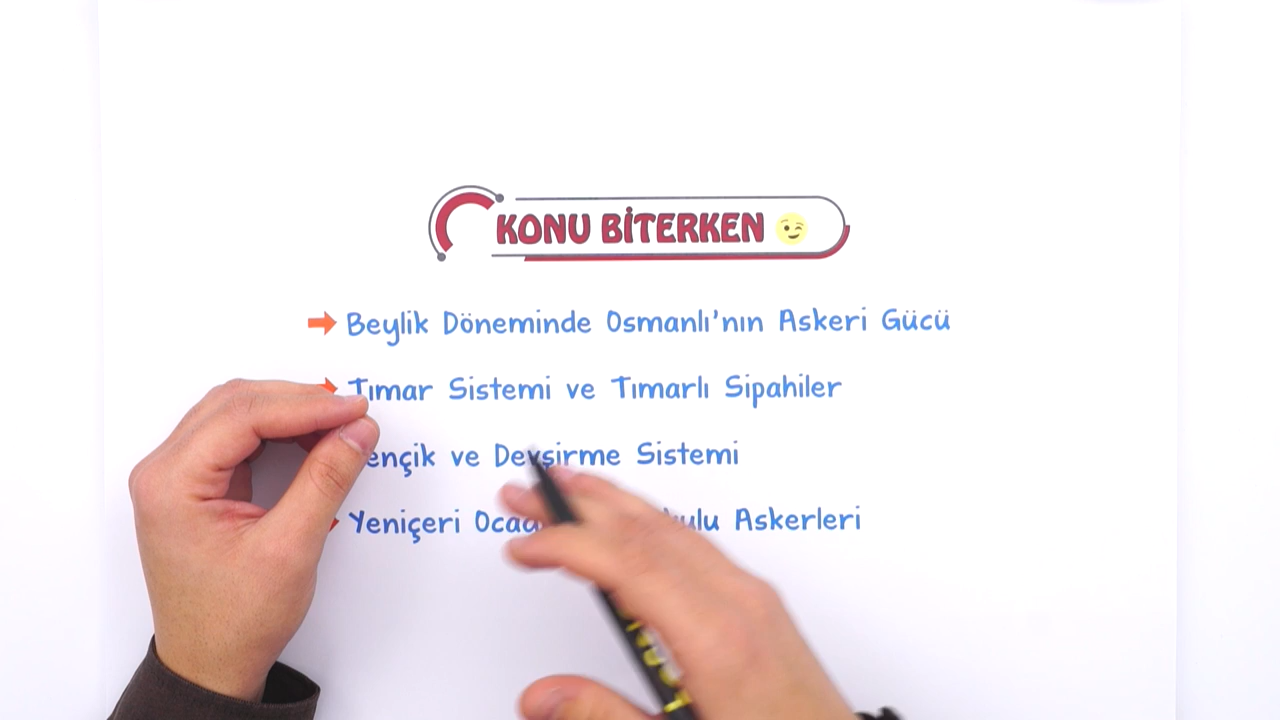 KONU BİTERKEN
Beylik Döneminde Osmanlı'nın Askeri Gücü
Tımar Sistemi ve Tımarlı Sipahiler
ve Devşirme Sistemi
Yeniçeri Askerleri